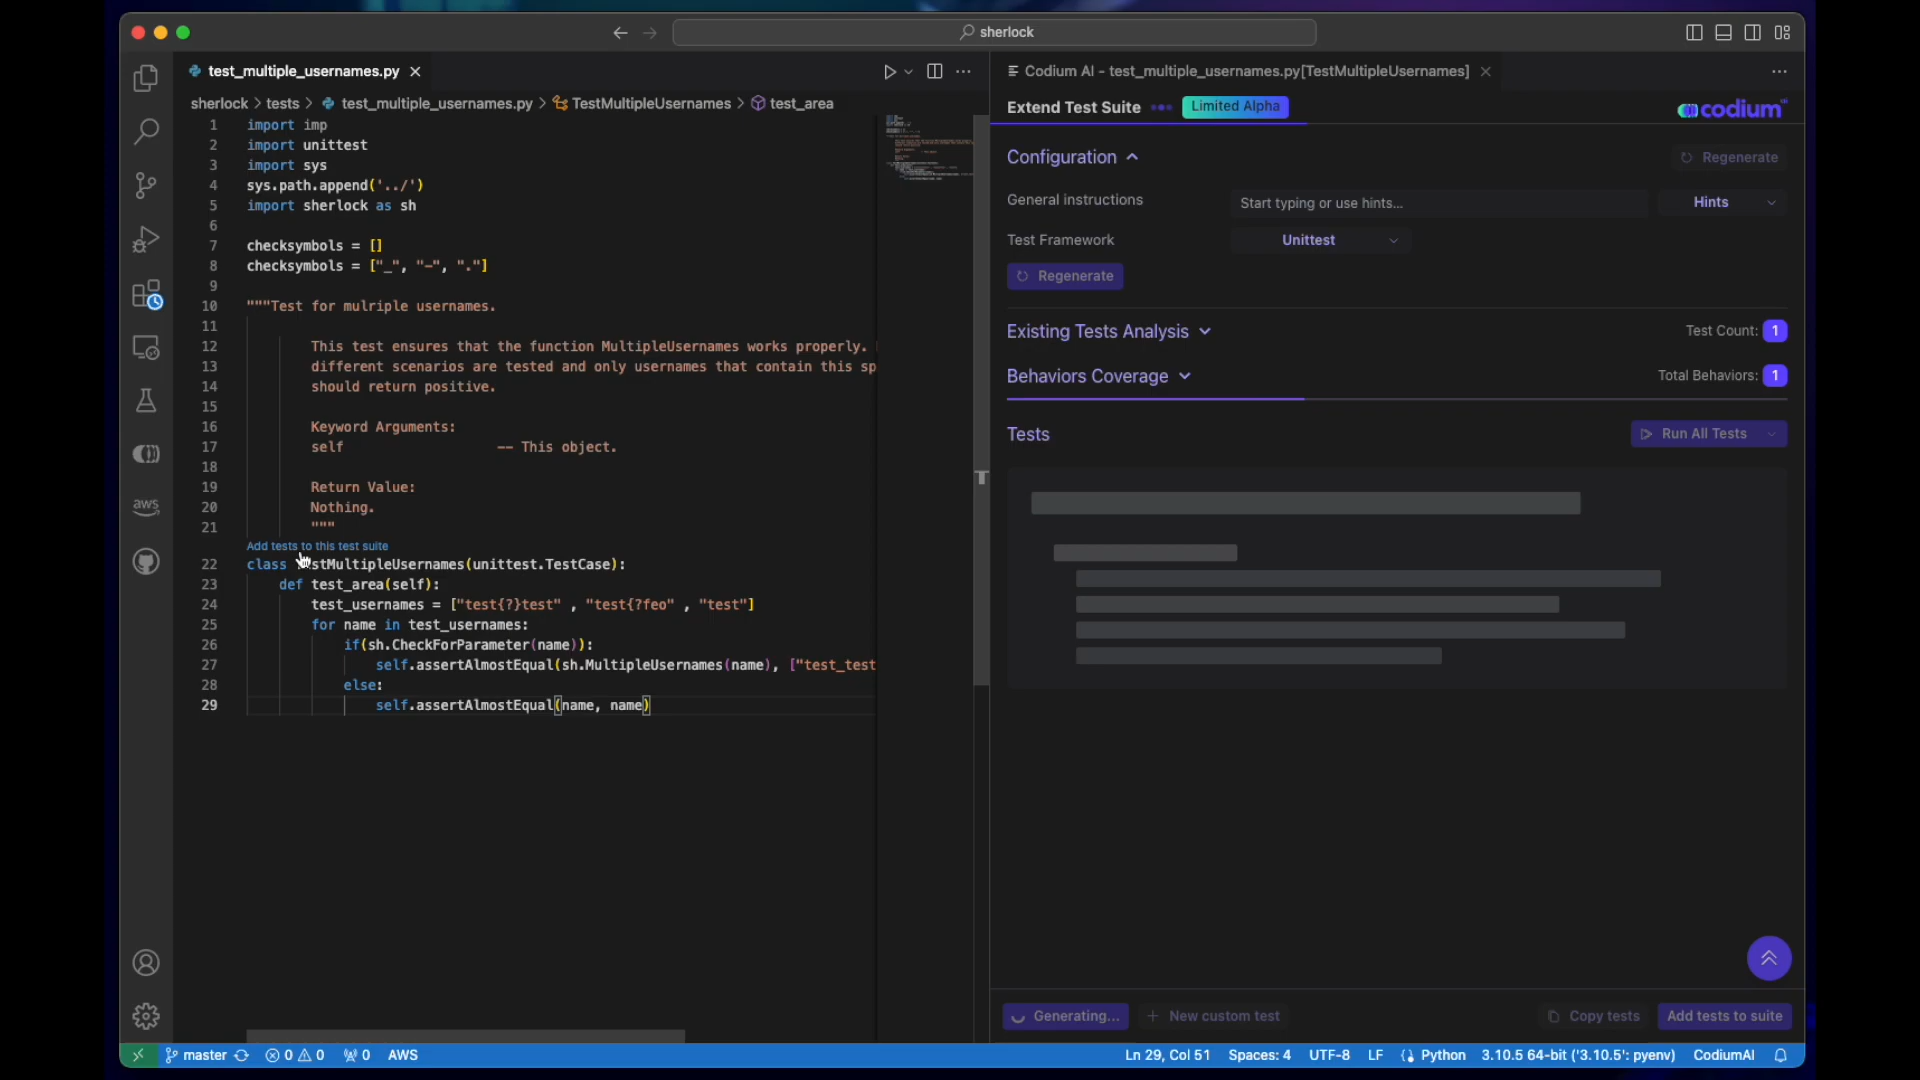 sherlock
test_multiple_usernames.py
Codium AI - test_multiple_usernames.py[TestMultipleUsernames]
sherlock > tests > test_multiple_usernames.py > TestMultipleUsernames > test_area
1 import imp
2 import unittest
3 import sys
4 sys.path.append('../')
5 import sherlock as sh
6
7 checksymbols = []
8 checksymbols = ["_", "-", "."]
9
10 """Test for mulriple usernames.
11
12 This test ensures that the function MultipleUsernames works properly.
13 different scenarios are tested and only usernames that contain this sp
14 should return positive.
15
16 Keyword Arguments:
17 self -- This object.
18
19 Return Value:
20 Nothing.
21 """
Add tests to this test suite
22 class stMultipleUsernames(unittest.TestCase):
23 def test_area(self):
24 test_usernames = ["test{?}test" , "test{?feo" , "test"]
25 for name in test_usernames:
26 if(sh.CheckForParameter(name)):
27 self.assertAlmostEqual(sh.MultipleUsernames(name), ["test_test
28 else:
29 self.assertAlmostEqual(name, name)
aws
Extend Test Suite Limited Alpha codium
Configuration Regenerate
General instructions Start typing or use hints... Hints
Test Framework Unittest
Regenerate
Existing Tests Analysis Test Count: 1
Behaviors Coverage Total Behaviors: 1
Tests Run All Tests
Generating... + New custom test Copy tests Add tests to suite
master 0 0 0 AWS Ln 29, Col 51 Spaces: 4 UTF-8 LF Python 3.10.5 64-bit ('3.10.5': pyenv) CodiumAI